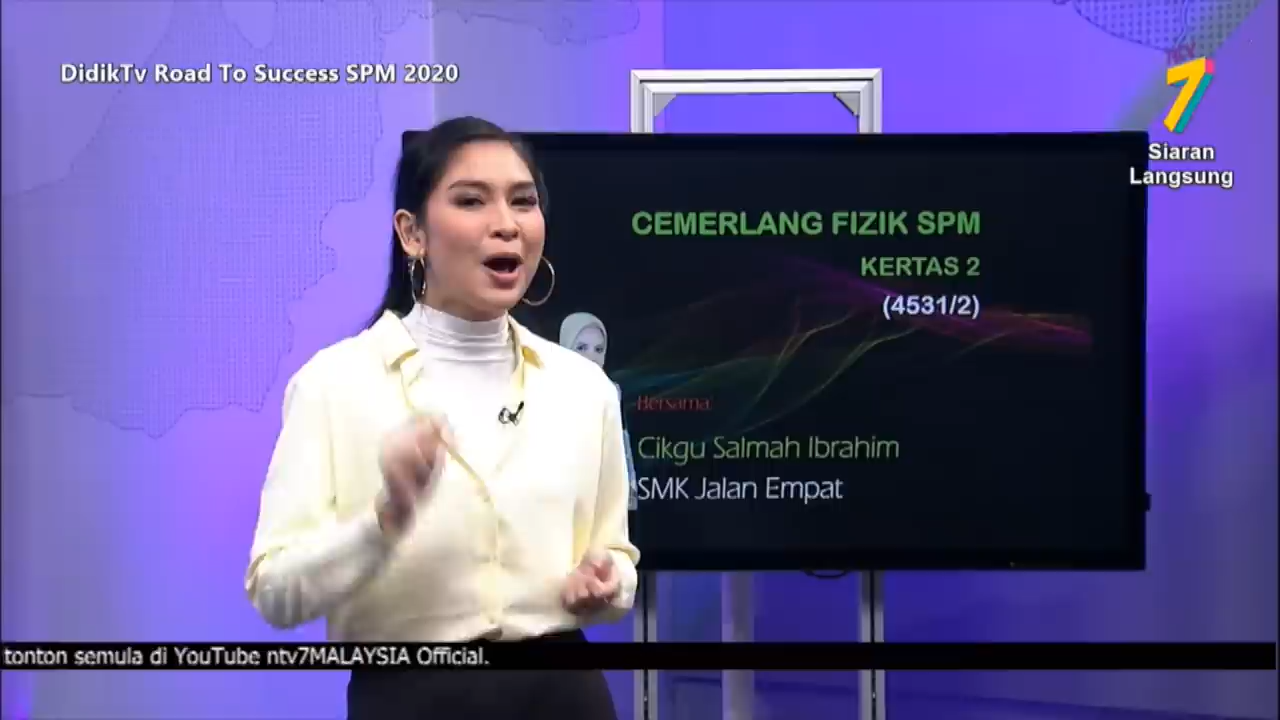 DidikTv Road To Success SPM 2020
ntv
7
Siaran
Langsung
CEMERLANG FIZIK SPM
KERTAS 2
(4531/2)
Bersama:
Cikgu Salmah Ibrahim
SMK Jalan Empat
tonton semula di YouTube ntv7MALAYSIA Official.